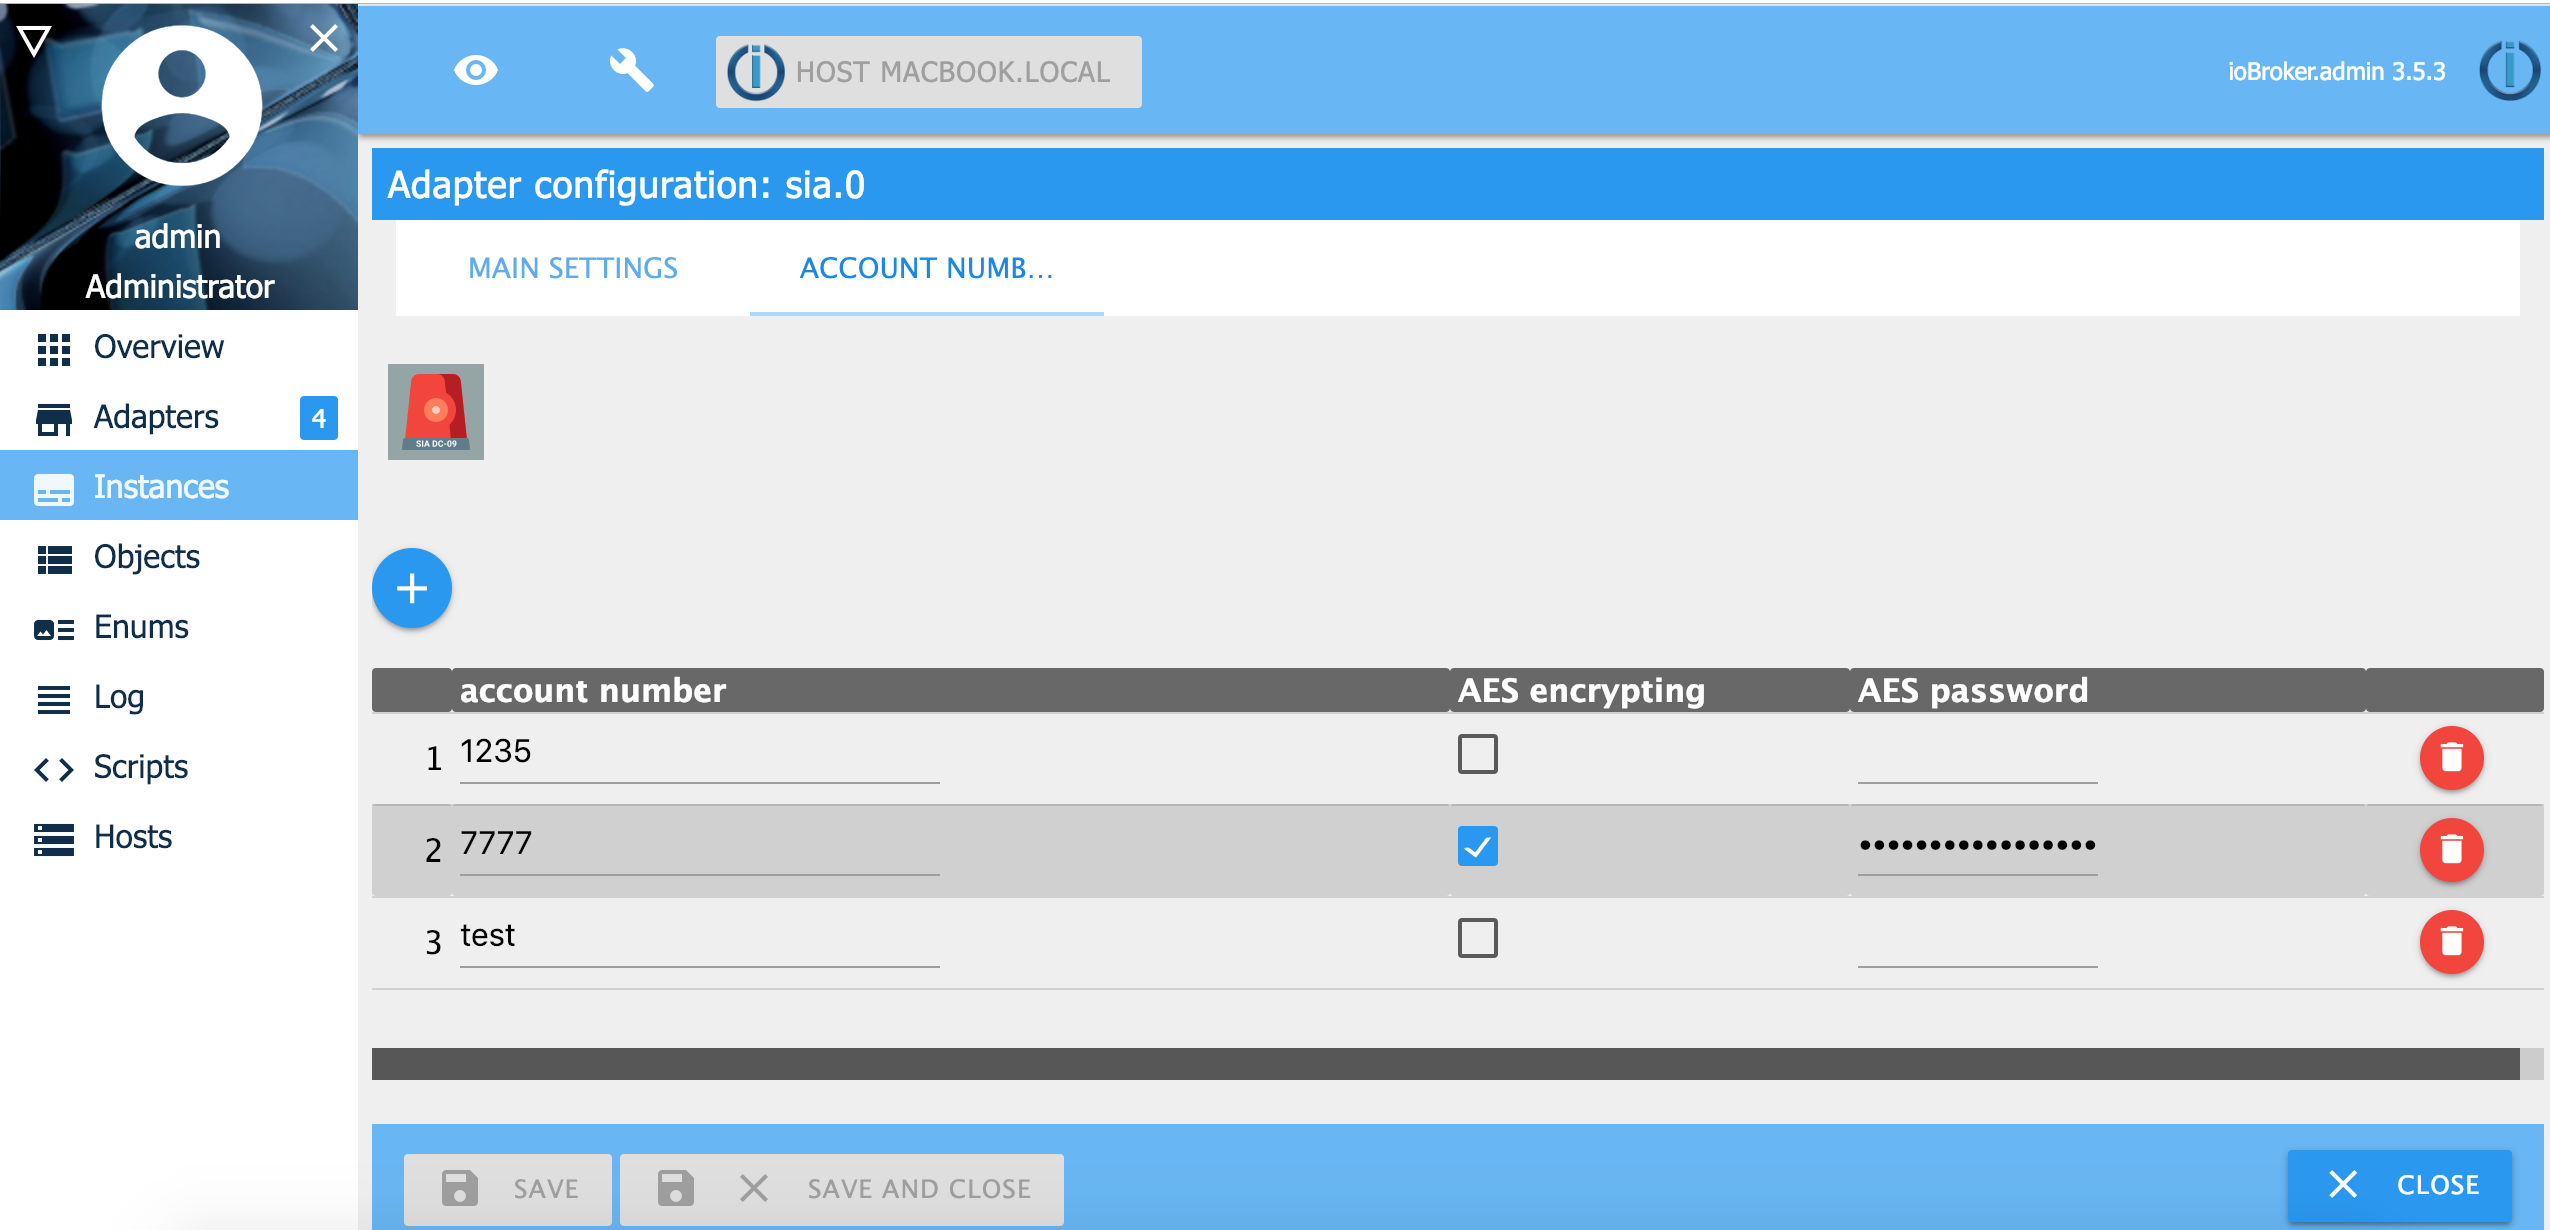 HOST MACBOOK.LOCAL
ioBroker.admin 3.5.3
admin
Administrator
Overview
Adapters 4
Instances
Objects
Enums
Log
Scripts
Hosts
Adapter configuration: sia.0
MAIN SETTINGS ACCOUNT NUMB...
SIA DC-09
account number AES encrypting AES password
1 1235
2 7777 •••••••••••••••••
3 test
SAVE SAVE AND CLOSE CLOSE